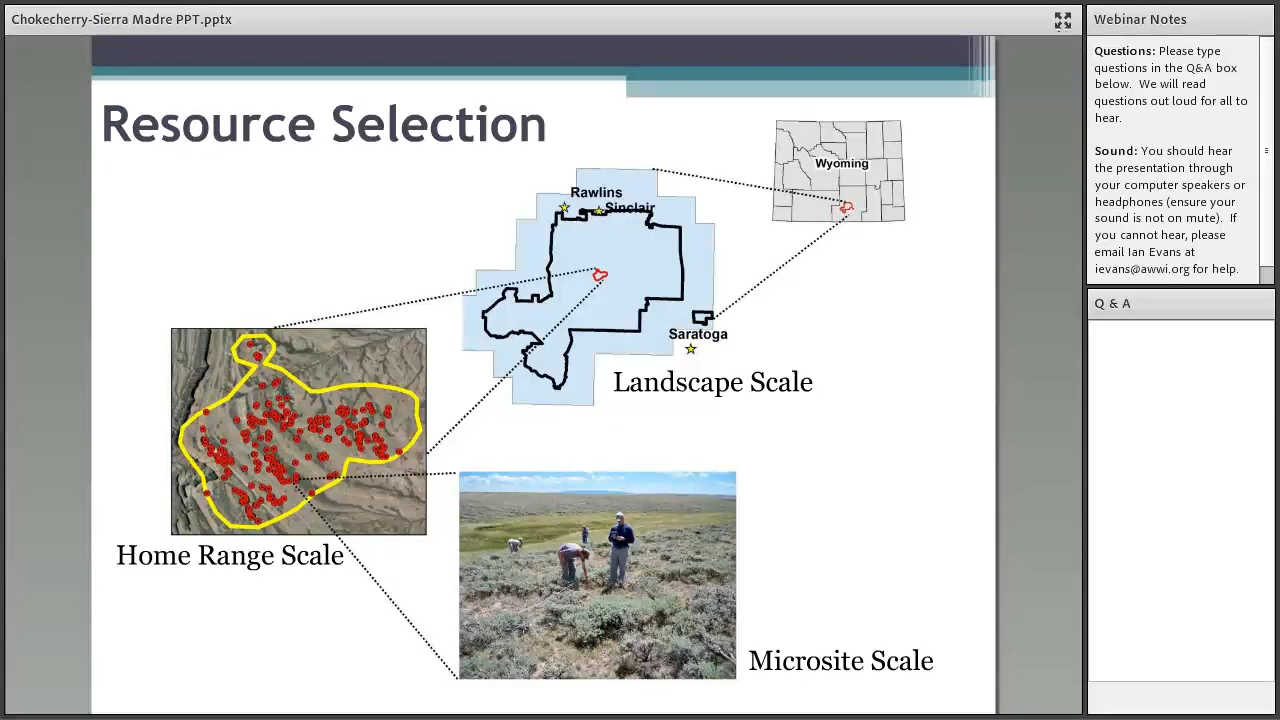 Chokecherry-Sierra Madre PPT.pptx
Resource Selection
Wyoming
Rawlins
Sinclair
Saratoga
Landscape Scale
Home Range Scale
Microsite Scale
Webinar Notes
Questions: Please type
questions in the Q&A box
below. We will read
questions out loud for all to
hear.
Sound: You should hear
the presentation through
your computer speakers or
headphones (ensure your
sound is not on mute). If
you cannot hear, please
email Ian Evans at
ievans@awwi.org for help.
Q & A